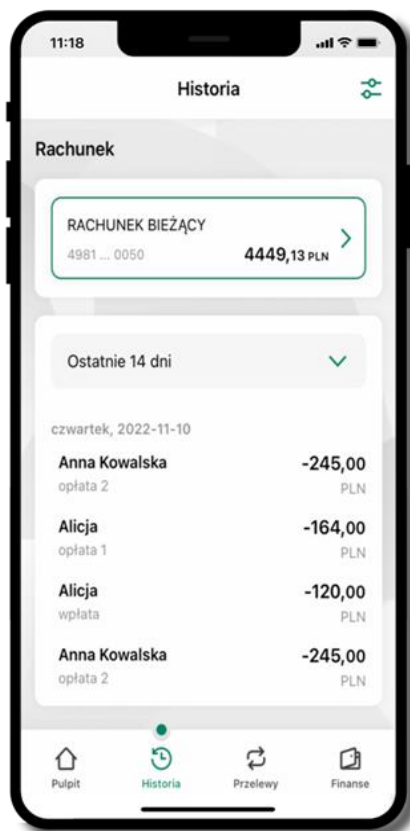 11:18
Historia
Rachunek
RACHUNEK BIEŻĄCY
4981 ... 0050 4449,13 PLN
Ostatnie 14 dni
czwartek, 2022-11-10
Anna Kowalska -245,00
opłata 2 PLN
Alicja -164,00
opłata 1 PLN
Alicja -120,00
wpłata PLN
Anna Kowalska -245,00
opłata 2 PLN
Pulpit Historia Przelewy Finanse